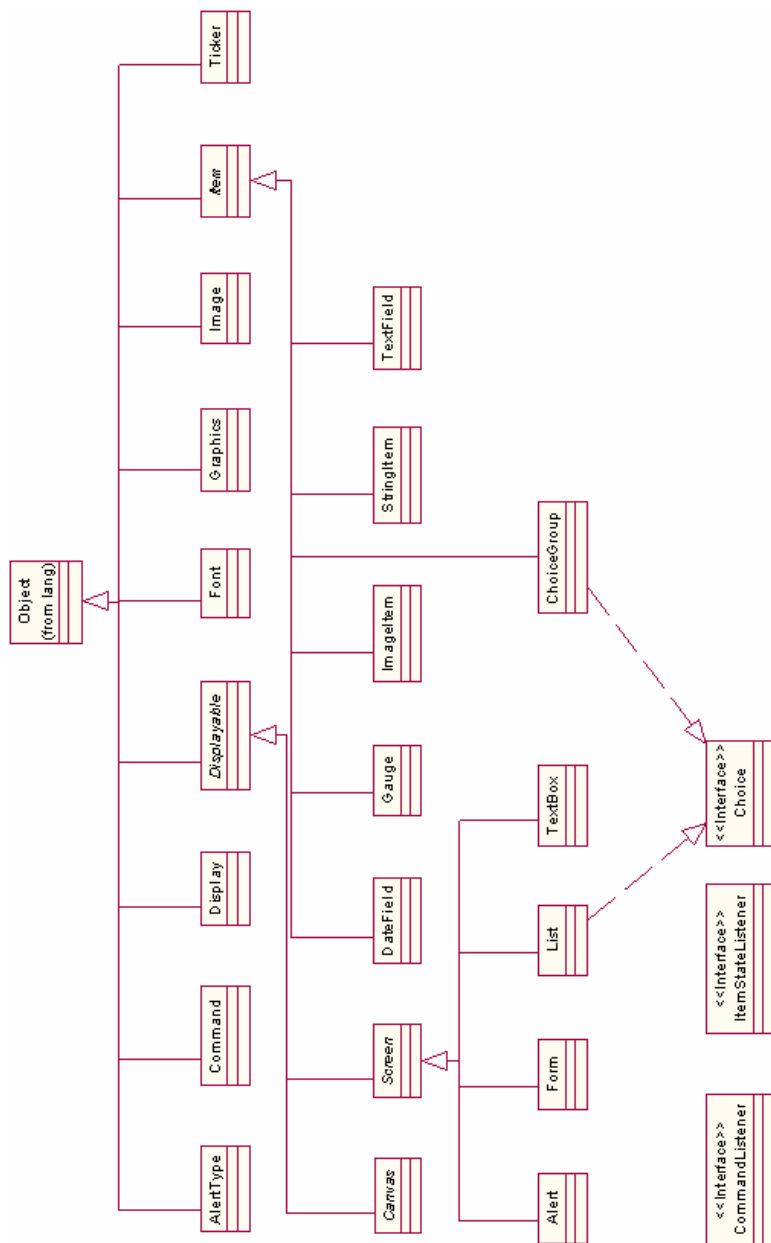 Object
(from lang)
AlertType
Command
Display
Displayable
Font
Graphics
Image
Item
Ticker
Canvas
Screen
DateField
Gauge
ImageItem
StringItem
TextField
Alert
Form
List
TextBox
ChoiceGroup
<<Interface>>
CommandListener
<<Interface>>
ItemStateListener
<<Interface>>
Choice